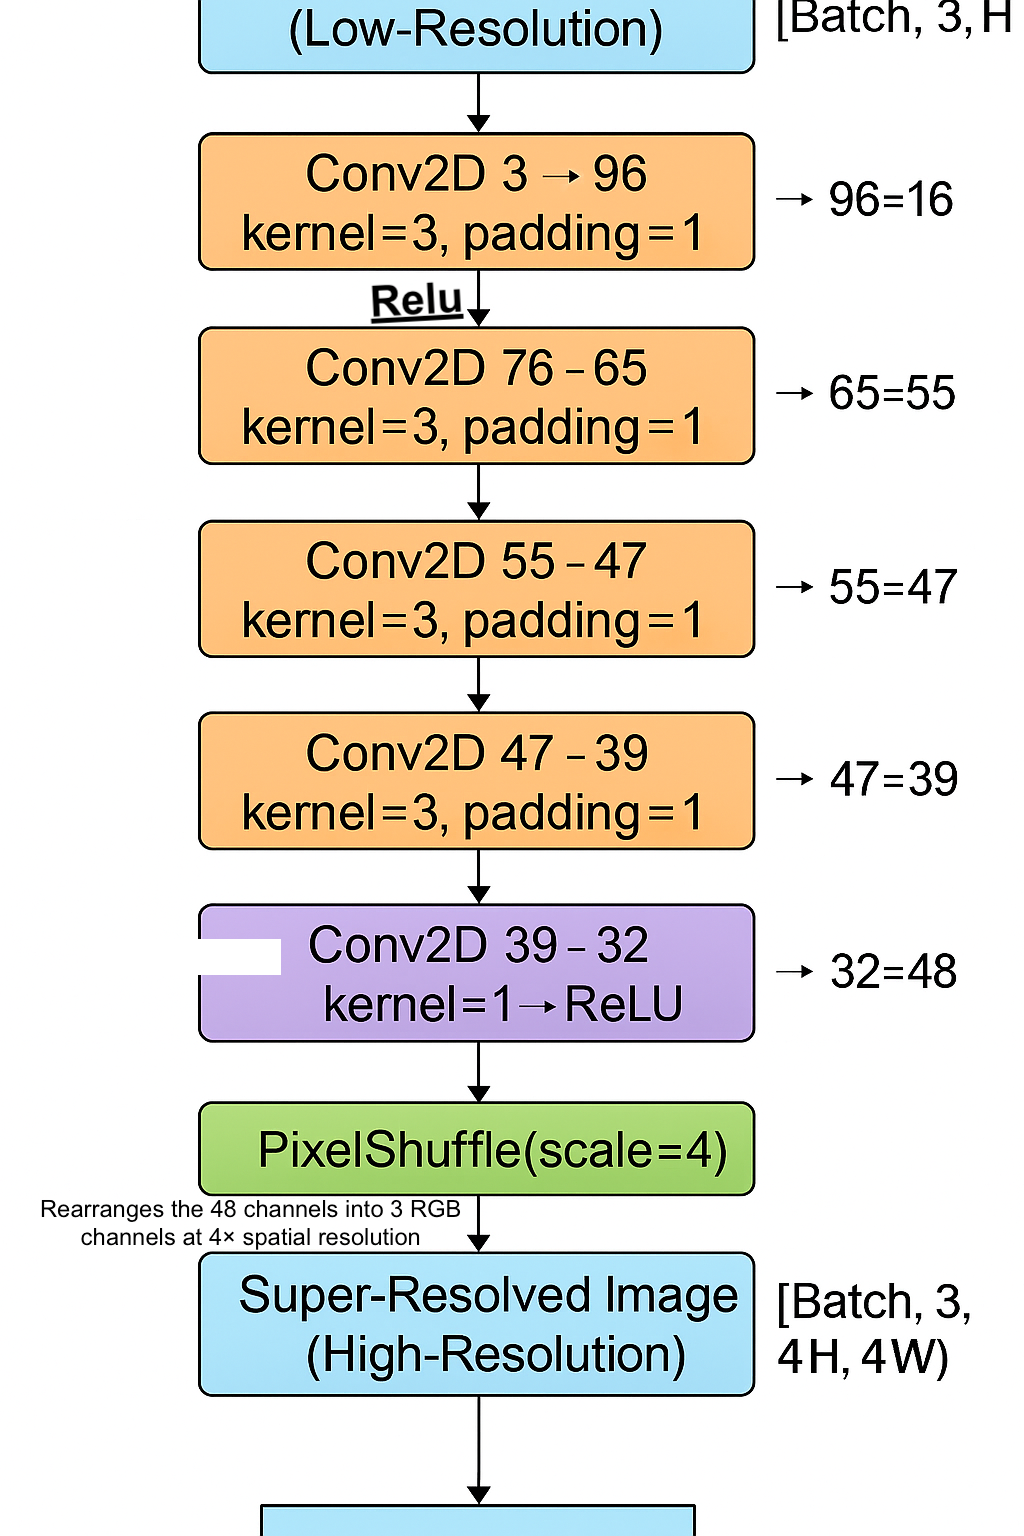 (Low-Resolution)
[Batch, 3, H
Conv2D 3 → 96
kernel=3, padding=1
→ 96=16
Relu
Conv2D 76 – 65
kernel=3, padding=1
→ 65=55
Conv2D 55 – 47
kernel=3, padding=1
→ 55=47
Conv2D 47 – 39
kernel=3, padding=1
→ 47=39
Conv2D 39 – 32
kernel=1→ReLU
→ 32=48
PixelShuffle(scale=4)
Rearranges the 48 channels into 3 RGB
channels at 4× spatial resolution
Super-Resolved Image
(High-Resolution)
[Batch, 3,
4H, 4W)